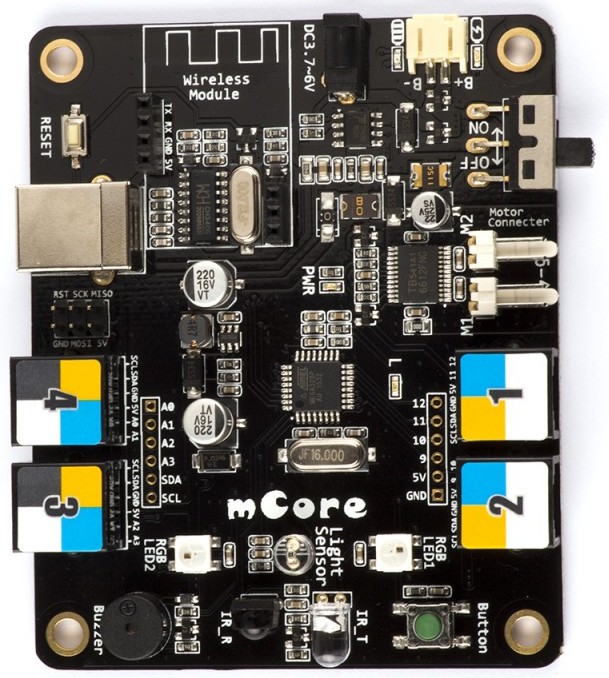 DC3.7~6V
B-
B+
Wireless
Module
RESET
TX RX GND 5V
ON
OFF
Motor
Connecter
M2
M1
220
16V
VT
PWR
RST SCK MISO
GND MOSI 5V
4
SCL SDA GND 5V A0 A1
A0
A1
A2
A3
SDA
SCL
3
SCL SDA GND 5V A2 A3
220
16V
VT
L
12
11
10
9
5V
GND
1
SCL SDA GND 5V 11 12
2
SCL SDA GND 5V 9 10
JF16.000
mCore
RGB
LED2
Light
Sensor
RGB
LED1
Buzzer
IR_R
IR_T
Button